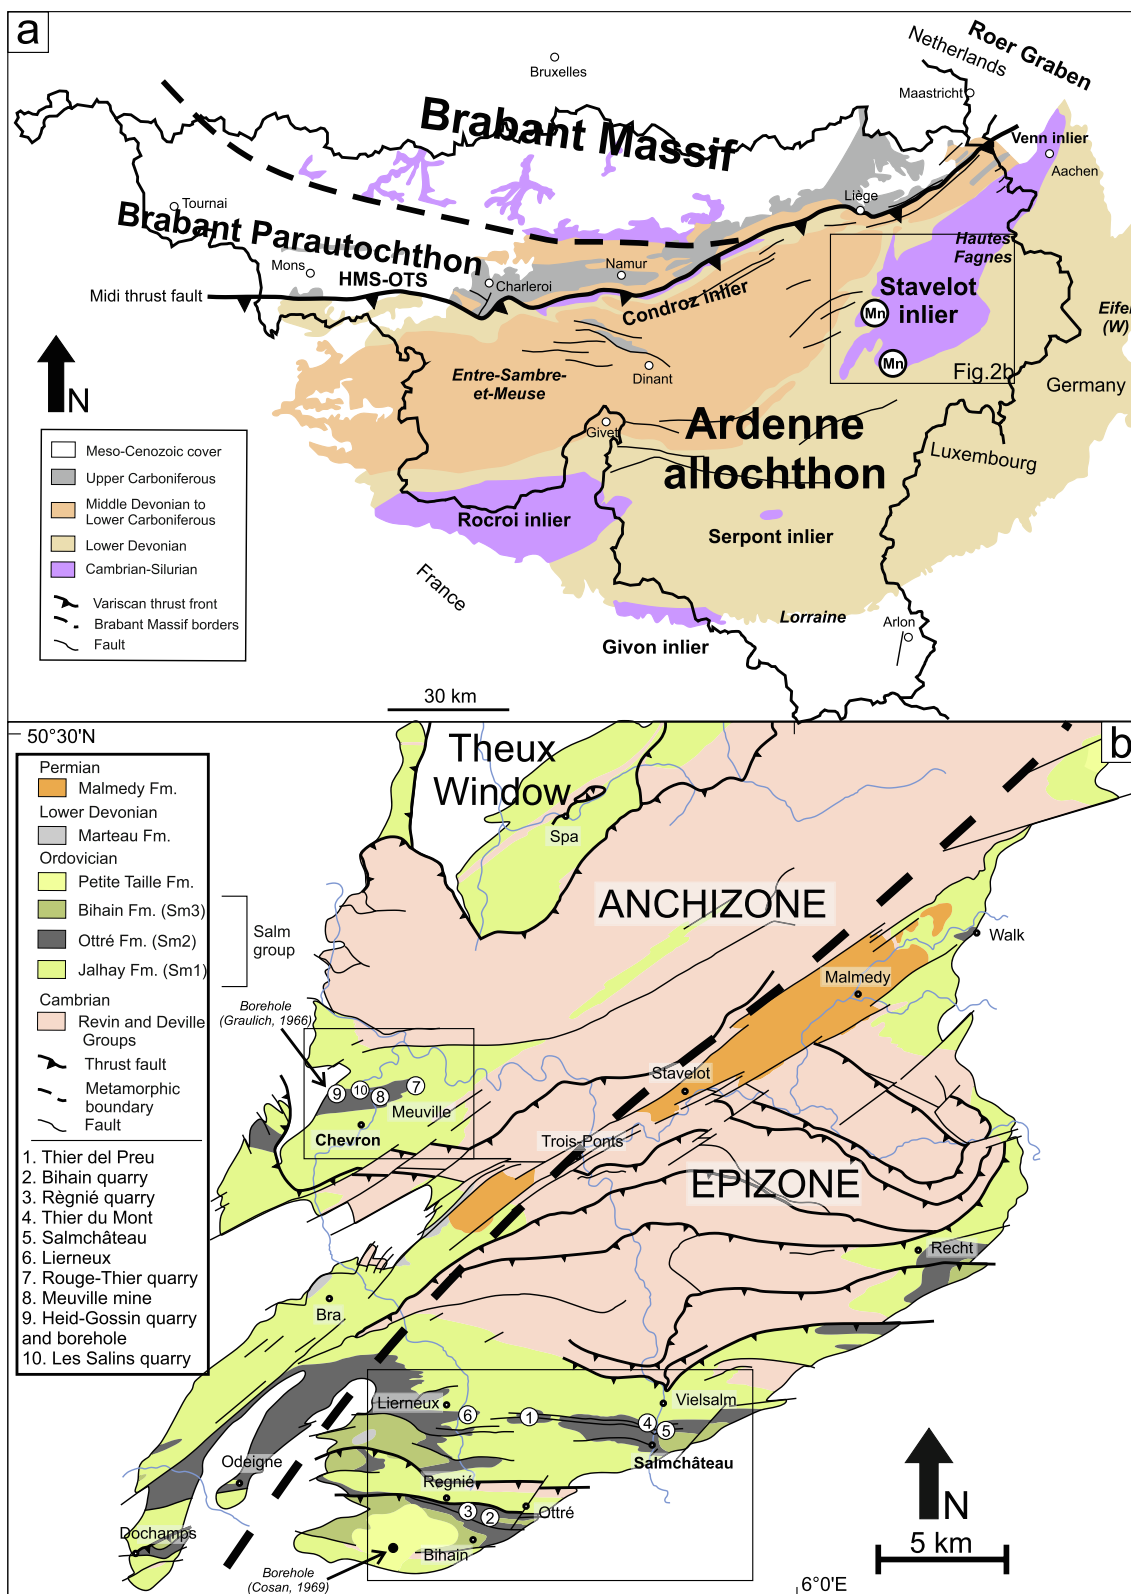 a
Roer Graben
Netherlands
Bruxelles
Maastricht
Brabant Massif
Venn inlier
Aachen
Tournai
Liège
Brabant Parautochthon
Hautes
Fagnes
Mons
HMS-OTS
Namur
Charleroi
Midi thrust fault
Condroz inlier
Stavelot
inlier
Mn
Eifel
(W)
Mn
Fig.2b
Entre-Sambre-
et-Meuse
Dinant
Germany
N
Givet
Ardenne
allochthon
Luxembourg
Meso-Cenozoic cover
Upper Carboniferous
Middle Devonian to
Lower Carboniferous
Lower Devonian
Cambrian-Silurian
Variscan thrust front
Brabant Massif borders
Fault
Rocroi inlier
Serpont inlier
France
Lorraine
Arlon
Givon inlier
30 km
b
50°30'N
Theux
Window
Permian
Malmedy Fm.
Lower Devonian
Marteau Fm.
Ordovician
Petite Taille Fm.
Bihain Fm. (Sm3)
Ottré Fm. (Sm2)
Jalhay Fm. (Sm1)
Salm
group
Cambrian
Revin and Deville
Groups
Thrust fault
Metamorphic
boundary
Fault
1. Thier del Preu
2. Bihain quarry
3. Règnié quarry
4. Thier du Mont
5. Salmchâteau
6. Lierneux
7. Rouge-Thier quarry
8. Meuville mine
9. Heid-Gossin quarry
and borehole
10. Les Salins quarry
Spa
ANCHIZONE
Walk
Malmedy
Borehole
(Graulich, 1966)
Stavelot
9
10
8
7
Meuville
Chevron
Trois-Ponts
EPIZONE
Recht
Bra
Lierneux
Vielsalm
6
1
4
5
Salmchâteau
Odeigne
Regnié
3
2
Ottré
Dochamps
Bihain
Borehole
(Cosan, 1969)
N
5 km
6°0'E